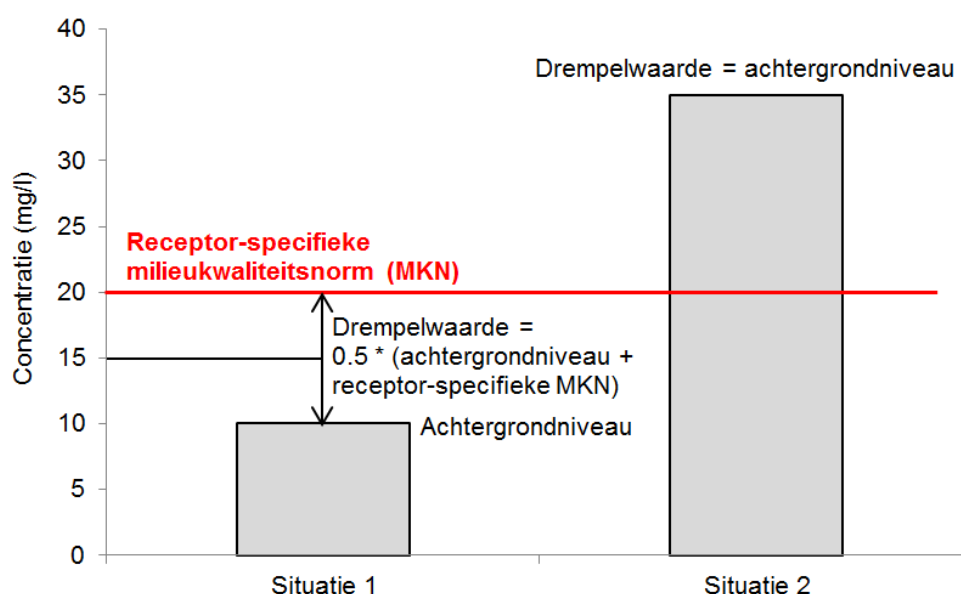 Concentratie (mg/l)
40
35
30
25
20
15
10
5
0
Drempelwaarde = achtergrondniveau
Receptor-specifieke
milieukwaliteitsnorm (MKN)
Drempelwaarde =
0.5 * (achtergrondniveau +
receptor-specifieke MKN)
Achtergrondniveau
Situatie 1
Situatie 2